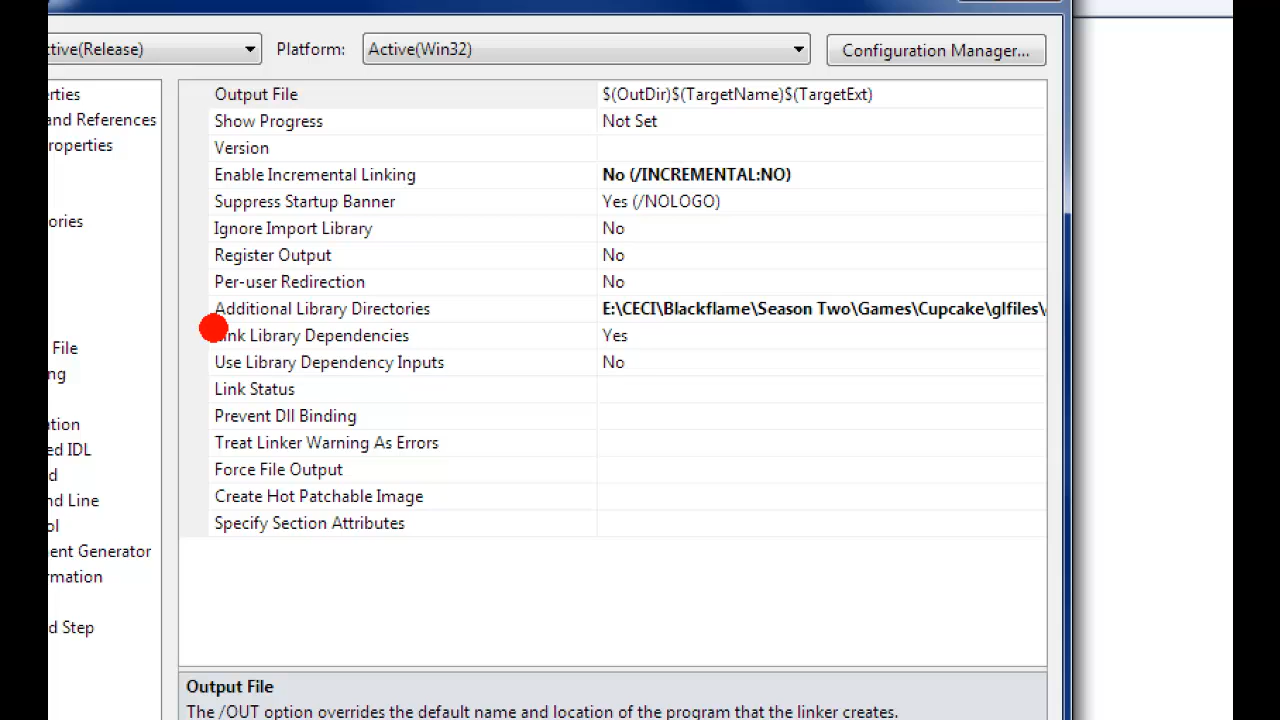 ctive(Release) Platform: Active(Win32) Configuration Manager...
erties
and References
roperties
ories
File
ng
tion
ed IDL
d
nd Line
ol
ent Generator
rmation
d Step
Output File $(OutDir)$(TargetName)$(TargetExt)
Show Progress Not Set
Version
Enable Incremental Linking No (/INCREMENTAL:NO)
Suppress Startup Banner Yes (/NOLOGO)
Ignore Import Library No
Register Output No
Per-user Redirection No
Additional Library Directories E:\CECI\Blackflame\Season Two\Games\Cupcake\glfiles\
ink Library Dependencies Yes
Use Library Dependency Inputs No
Link Status
Prevent Dll Binding
Treat Linker Warning As Errors
Force File Output
Create Hot Patchable Image
Specify Section Attributes
Output File
The /OUT option overrides the default name and location of the program that the linker creates.